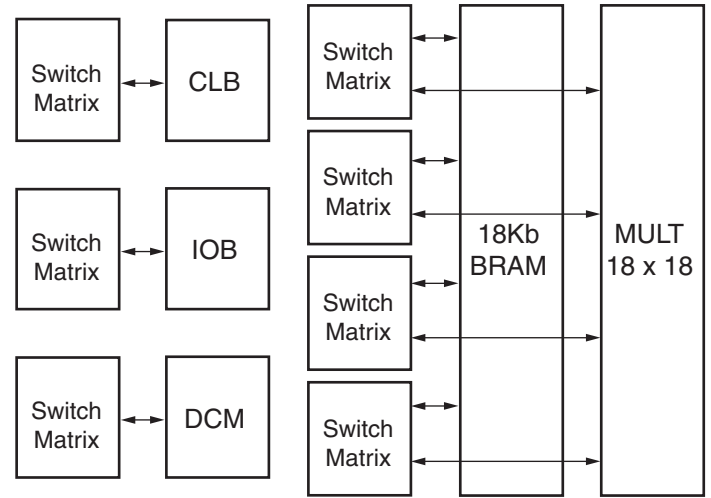 Switch
Matrix
CLB
Switch
Matrix
IOB
Switch
Matrix
DCM
Switch
Matrix
Switch
Matrix
Switch
Matrix
Switch
Matrix
18Kb
BRAM
MULT
18 x 18